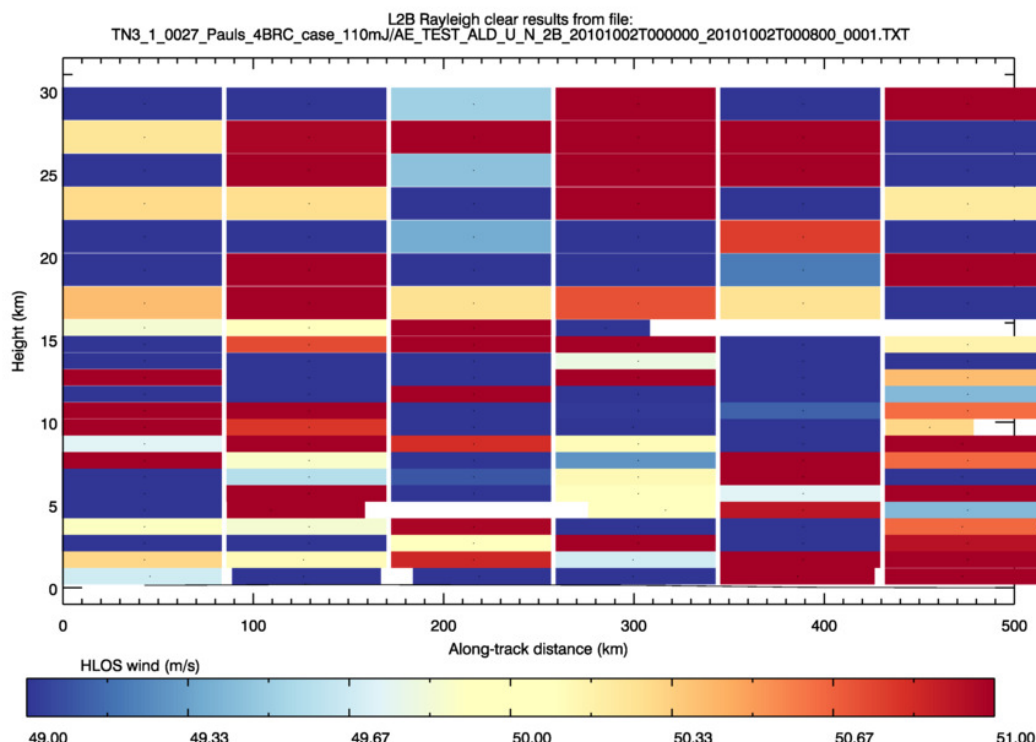 L2B Rayleigh clear results from file:
TN3_1_0027_Pauls_4BRC_case_110mJ/AE_TEST_ALD_U_N_2B_20101002T000000_20101002T000800_0001.TXT
30
25
20
15
10
5
0
Height (km)
0 100 200 300 400 500
Along-track distance (km)
HLOS wind (m/s)
49.00 49.33 49.67 50.00 50.33 50.67 51.00